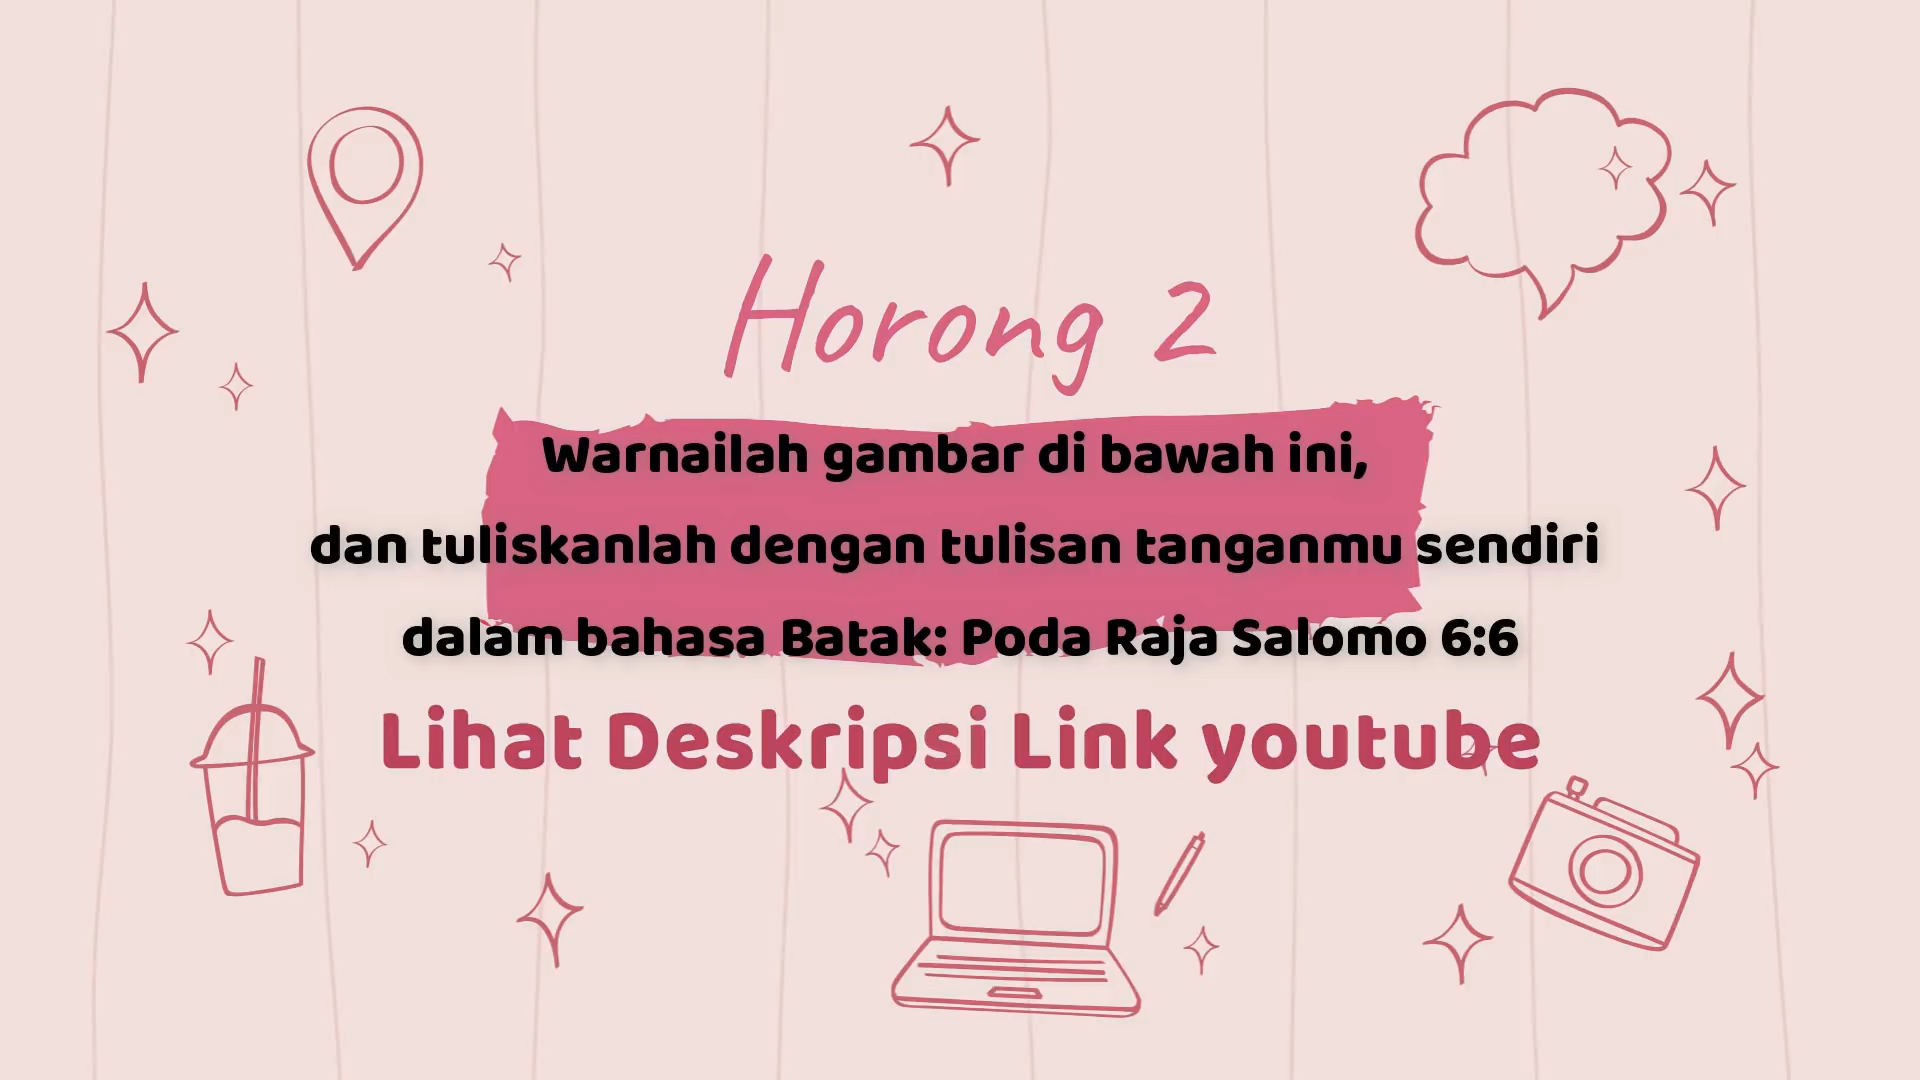 Horong 2
Warnailah gambar di bawah ini,
dan tuliskanlah dengan tulisan tanganmu sendiri
dalam bahasa Batak: Poda Raja Salomo 6:6
Lihat Deskripsi Link youtube